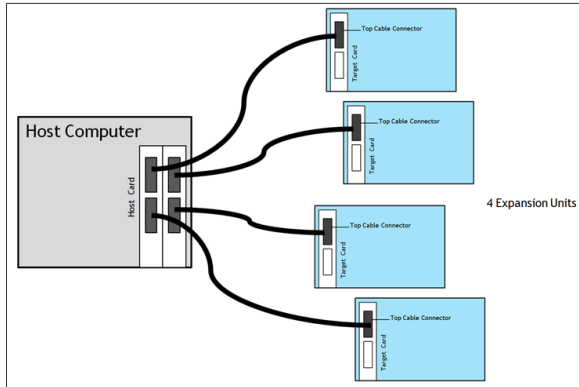 Top Cable Connector
Target Card
Top Cable Connector
Target Card
Host Computer
Host Card
4 Expansion Units
Top Cable Connector
Target Card
Top Cable Connector
Target Card